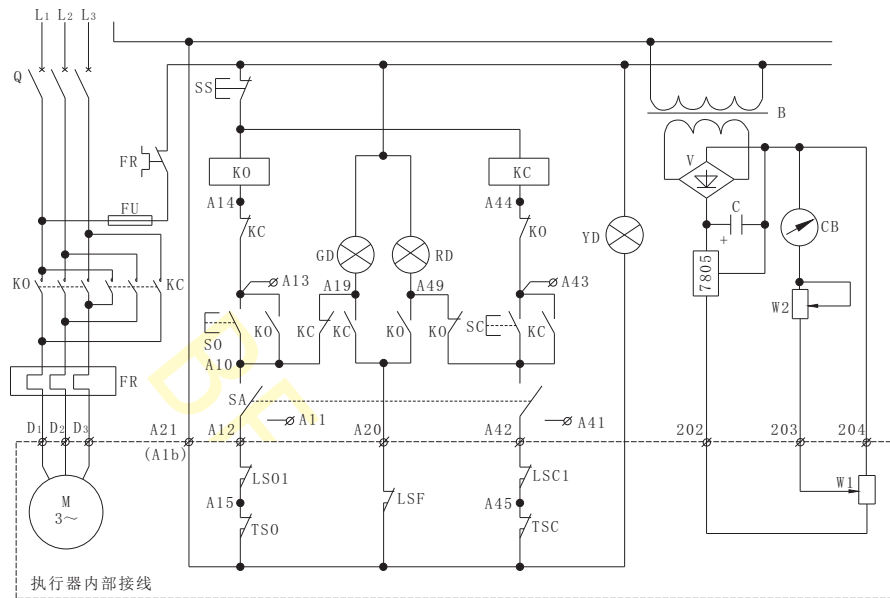 L1 L2 L3
Q
SS
B
FR
KO
KC
V
A14
A44
FU
C
KC
KO
GD
RD
YD
+
CB
7805
KO
KC
A13
A19
A49
A43
W2
SO
KO
KC
KC
KO
KO
SC
KC
A10
FR
SA
A11
A41
D1 D2 D3
A21
A12
A20
A42
202
203
204
(A1b)
LSO1
LSC1
W1
M
3~
A15
LSF
A45
TSO
TSC
执行器内部接线